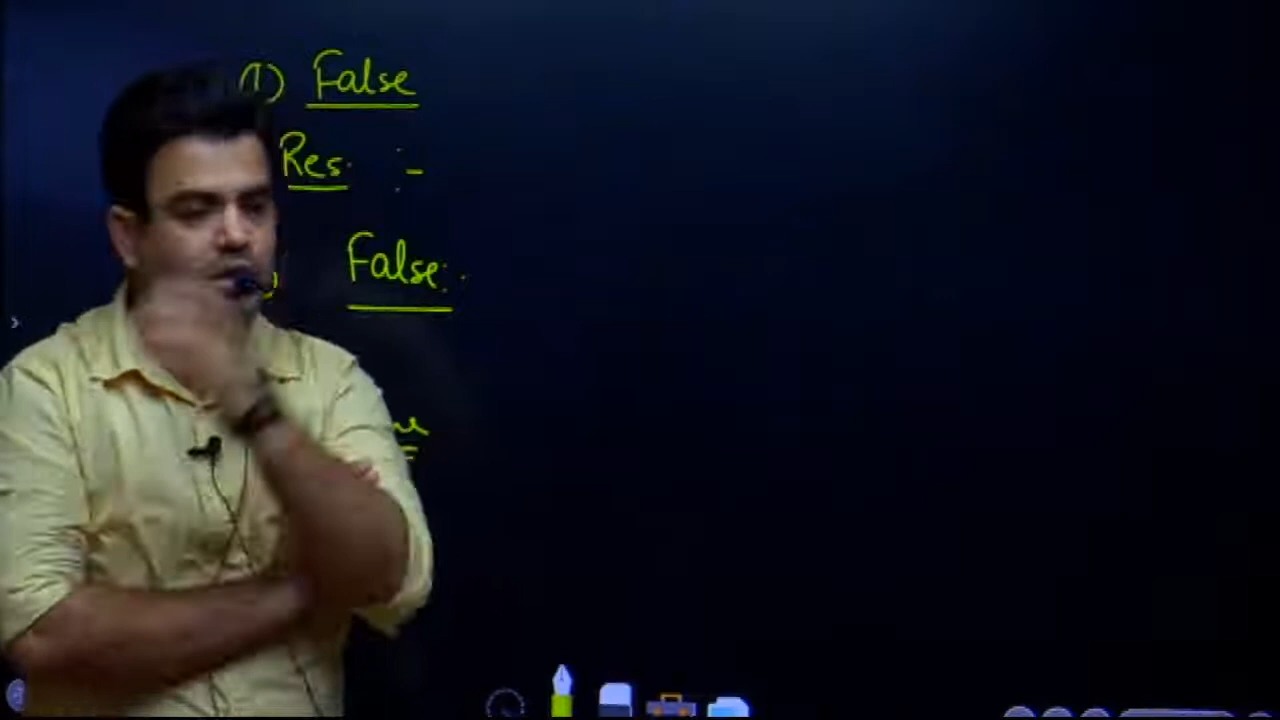 ① False
Res. :-
False:.